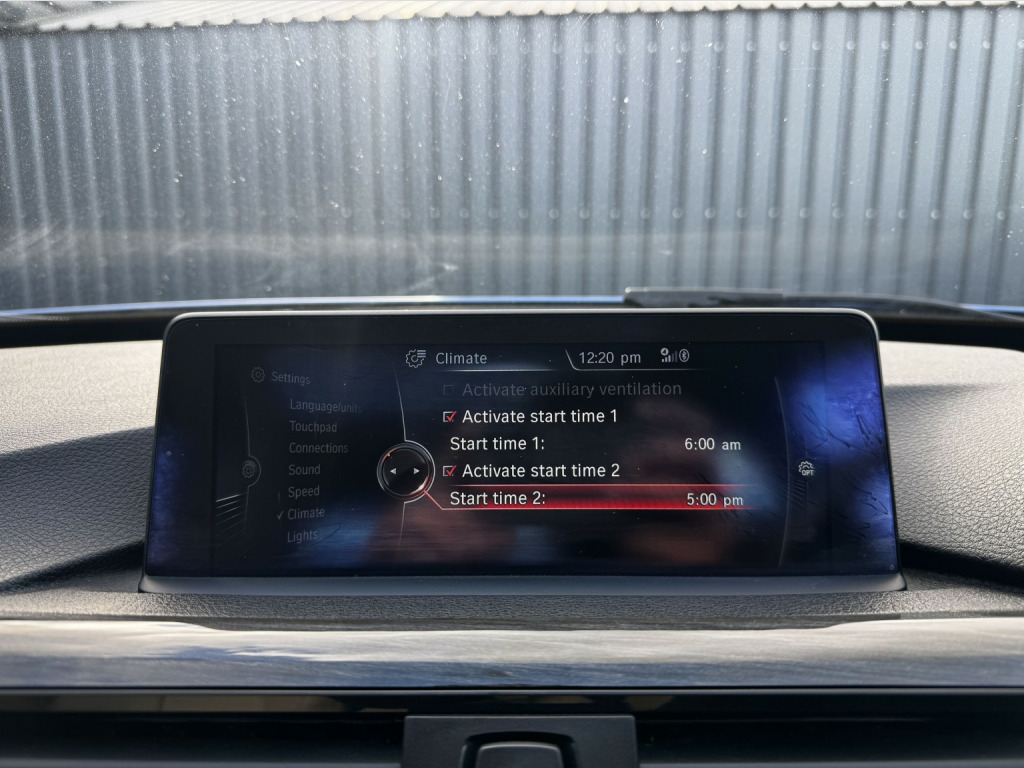 Climate
12:20 pm
Settings
Language/units
Touchpad
Connections
Sound
Speed
Climate
Lights
Activate auxiliary ventilation
Activate start time 1
Start time 1: 6:00 am
Activate start time 2
Start time 2: 5:00 pm
OPT